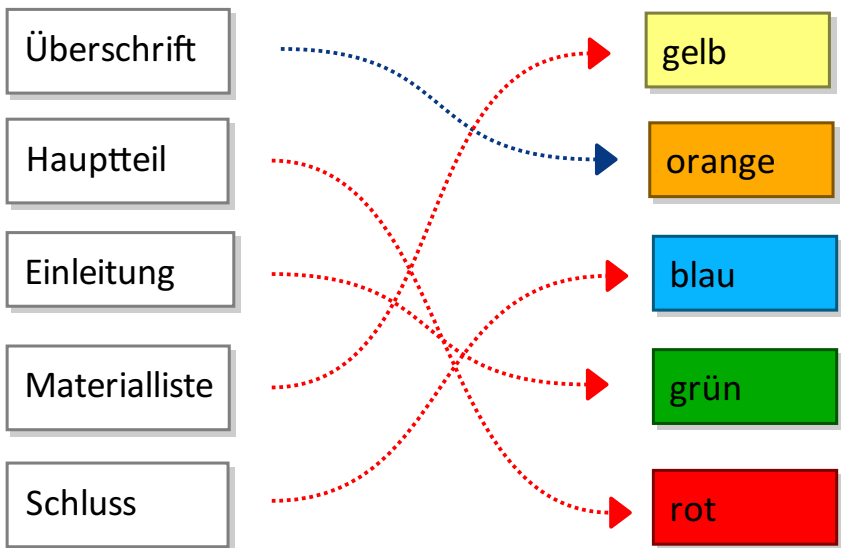 Überschrift
gelb
Hauptteil
orange
Einleitung
blau
Materialliste
grün
Schluss
rot